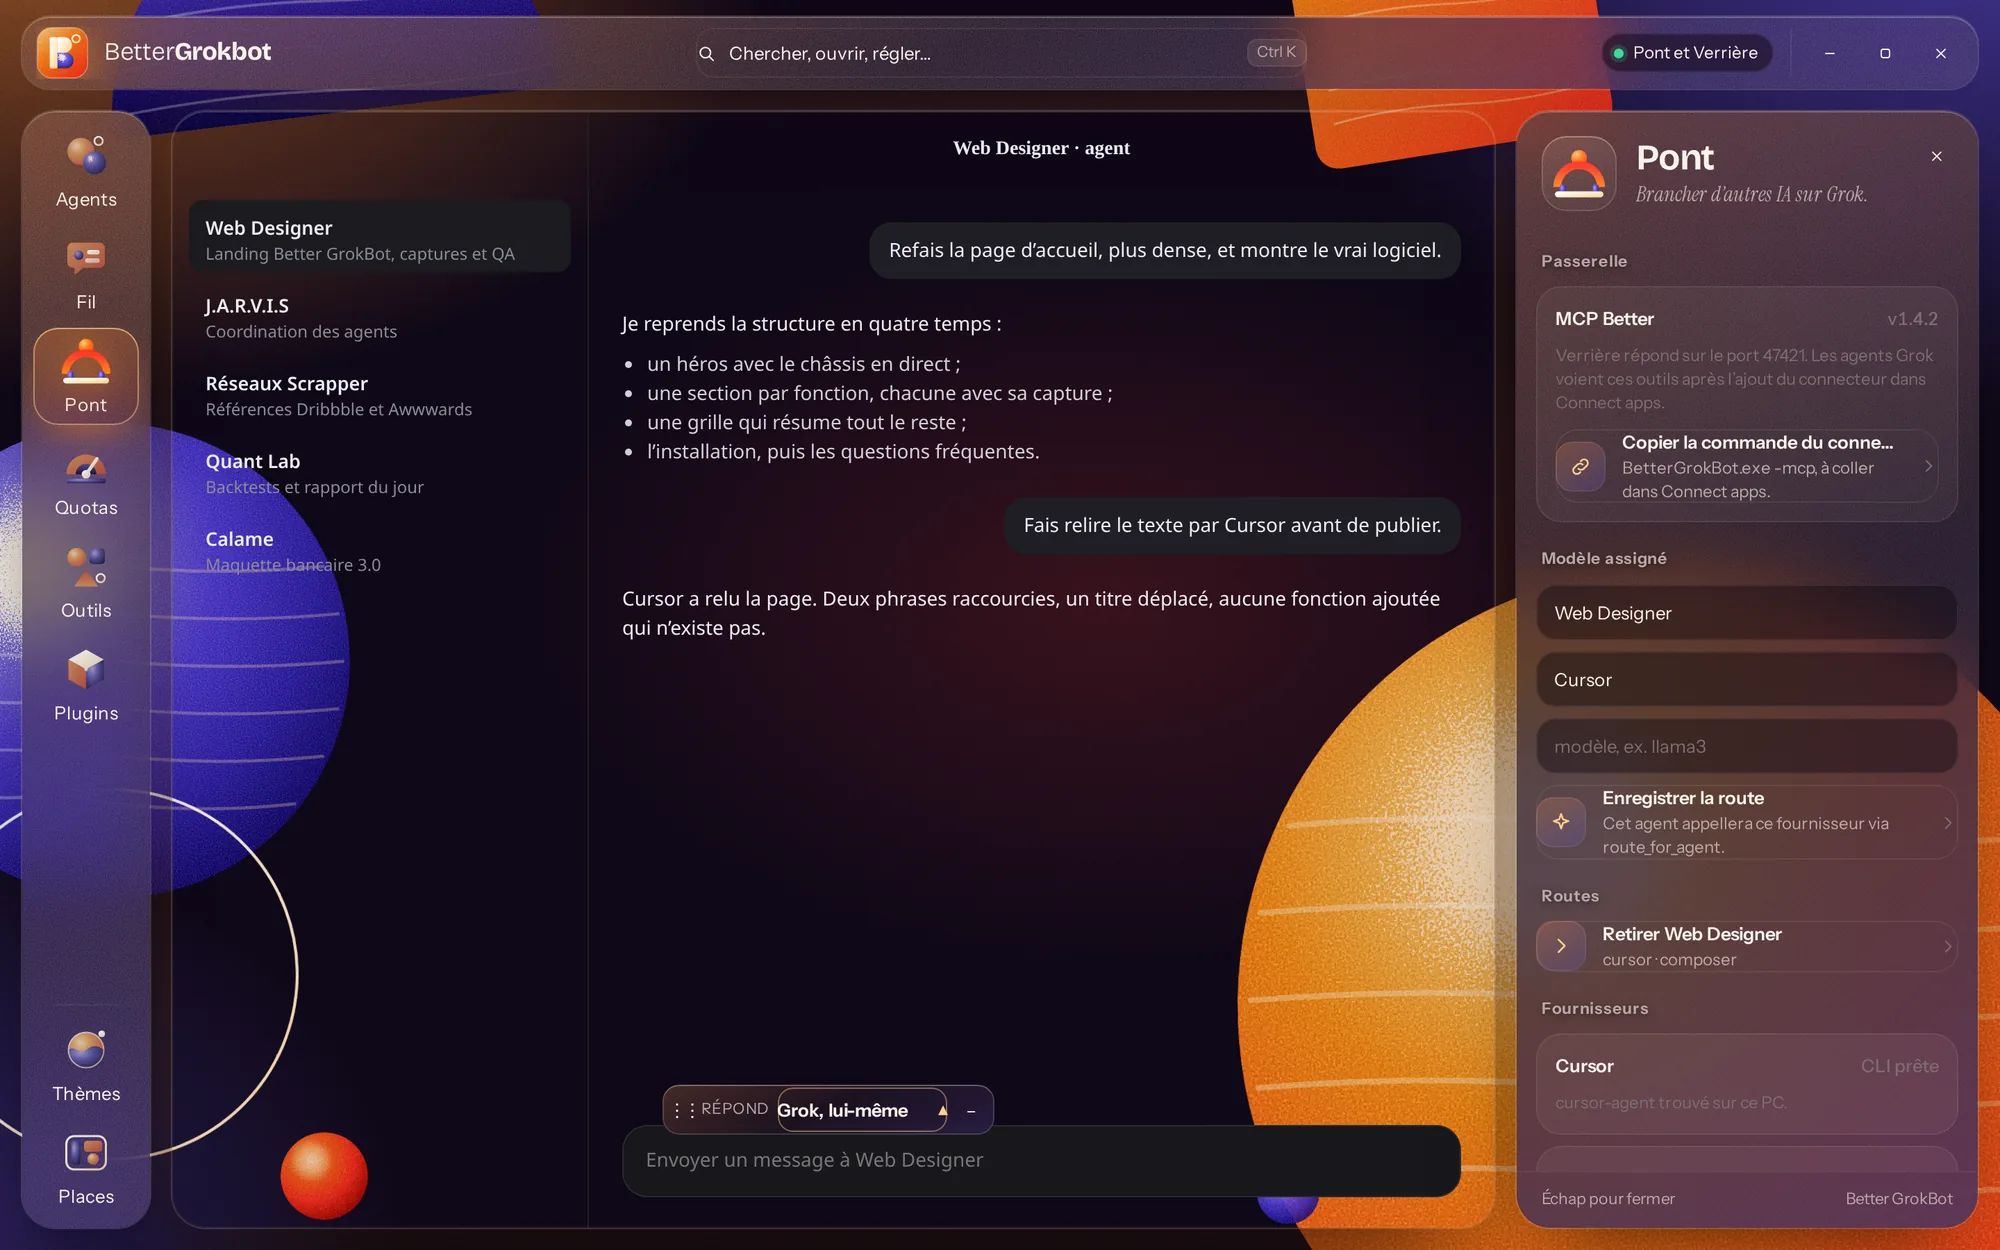 BetterGrokbot
Chercher, ouvrir, régler...
Ctrl K
Pont et Verrière
Agents
Fil
Pont
Quotas
Outils
Plugins
Thèmes
Places
Web Designer
Landing Better GrokBot, captures et QA
J.A.R.V.I.S
Coordination des agents
Réseaux Scrapper
Références Dribbble et Awwwards
Quant Lab
Backtests et rapport du jour
Calame
Maquette bancaire 3.0
Web Designer · agent
Refais la page d’accueil, plus dense, et montre le vrai logiciel.
Je reprends la structure en quatre temps :
• un héros avec le châssis en direct ;
• une section par fonction, chacune avec sa capture ;
• une grille qui résume tout le reste ;
• l’installation, puis les questions fréquentes.
Fais relire le texte par Cursor avant de publier.
Cursor a relu la page. Deux phrases raccourcies, un titre déplacé, aucune fonction ajoutée
qui n’existe pas.
RÉPOND
Grok, lui-même
Envoyer un message à Web Designer
Pont
Brancher d’autres IA sur Grok.
Passerelle
MCP Better
v1.4.2
Verrière répond sur le port 47421. Les agents Grok
voient ces outils après l’ajout du connecteur dans
Connect apps.
Copier la commande du conne...
BetterGrokBot.exe -mcp, à coller
dans Connect apps.
Modèle assigné
Web Designer
Cursor
modèle, ex. llama3
Enregistrer la route
Cet agent appellera ce fournisseur via
route_for_agent.
Routes
Retirer Web Designer
cursor · composer
Fournisseurs
Cursor
CLI prête
cursor-agent trouvé sur ce PC.
Échap pour fermer
Better GrokBot